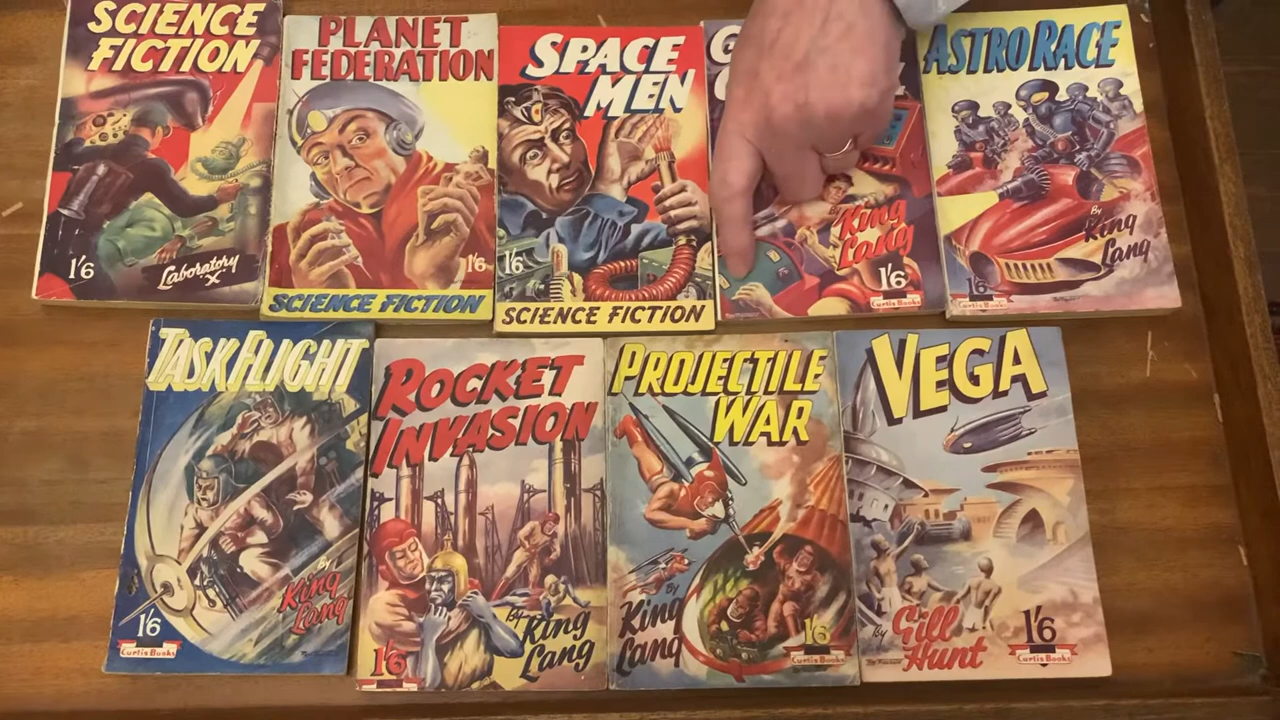 SCIENCE
FICTION
1'6
Laboratory
X
PLANET
FEDERATION
1'6
SCIENCE FICTION
SPACE
MEN
1'6
SCIENCE FICTION
G
By
King
Lang
1'6
Curtis Books
ASTRO RACE
By
King
Lang
1'6
Curtis Books
TASK FLIGHT
By
King
Lang
1'6
Curtis Books
ROCKET
INVASION
By
King
Lang
1'6
PROJECTILE
WAR
By
King
Lang
1'6
Curtis Books
VEGA
By
Gill
Hunt
1'6
Curtis Books